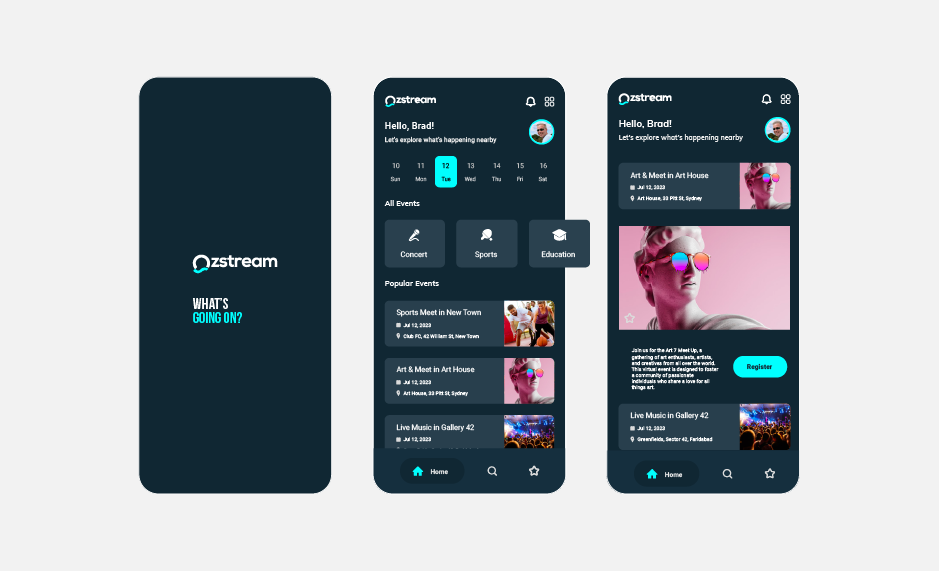 Ozstream
WHAT'S
GOING ON?
Ozstream
Hello, Brad!
Let's explore what's happening nearby
10 11 12 13 14 15 16
Sun Mon Tue Wed Thu Fri Sat
All Events
Concert Sports Education
Popular Events
Sports Meet in New Town
Jul 12, 2023
Club FC, 42 William St, New Town
Art & Meet in Art House
Jul 12, 2023
Art House, 33 Pitt St, Sydney
Live Music in Gallery 42
Jul 12, 2023
Home
Ozstream
Hello, Brad!
Let's explore what's happening nearby
Art & Meet in Art House
Jul 12, 2023
Art House, 33 Pitt St, Sydney
Join us for the Art 7 Meet Up, a
gathering of art enthusiasts, artists,
and creatives from all over the world.
This virtual event is designed to foster
a community of passionate
individuals who share a love for all
things art.
Register
Live Music in Gallery 42
Jul 12, 2023
Greenfields, Sector 42, Faridabad
Home